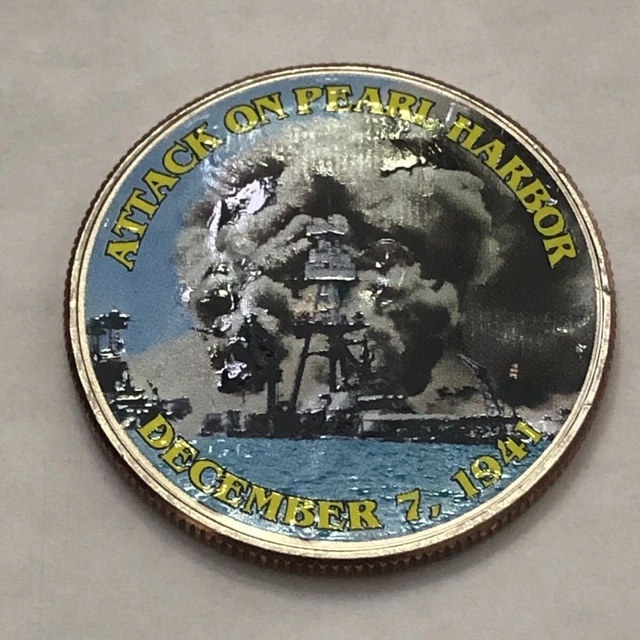 ATTACK ON PEARL HARBOR
DECEMBER 7, 1941